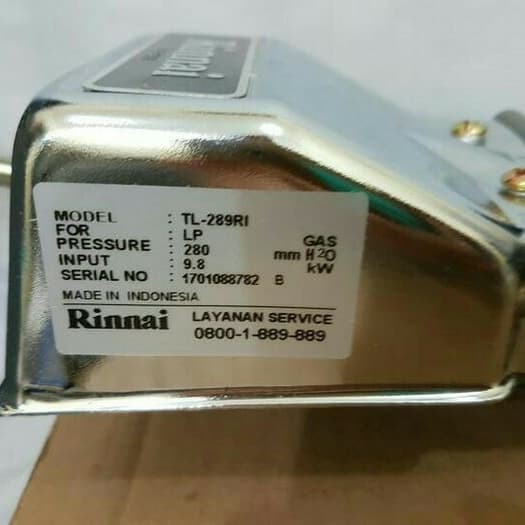 Rinnai
MODEL : TL-289RI
FOR : LP GAS
PRESSURE : 280 mm H²O
INPUT : 9.8 kW
SERIAL NO : 1701088782 B
MADE IN INDONESIA
Rinnai LAYANAN SERVICE
0800-1-889-889